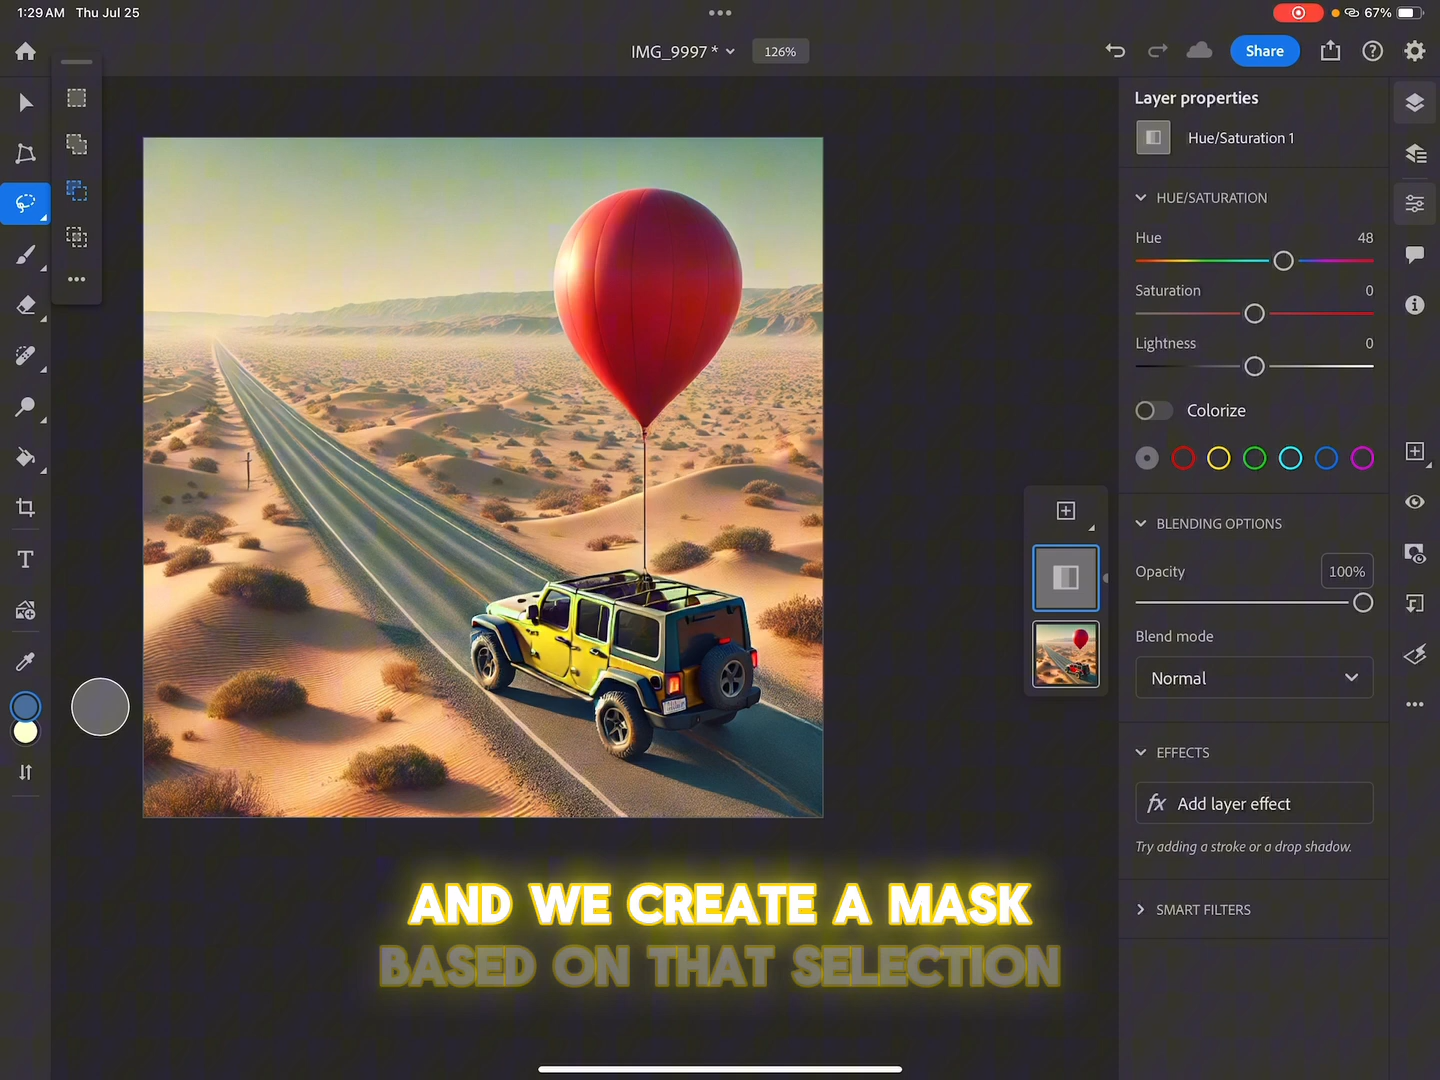 1:29 AM Thu Jul 25
67%
IMG_9997 *
126%
Share
Layer properties
Hue/Saturation 1
HUE/SATURATION
Hue 48
Saturation 0
Lightness 0
Colorize
BLENDING OPTIONS
Opacity 100%
Blend mode
Normal
EFFECTS
fx Add layer effect
Try adding a stroke or a drop shadow.
SMART FILTERS
T
AND WE CREATE A MASK
BASED ON THAT SELECTION